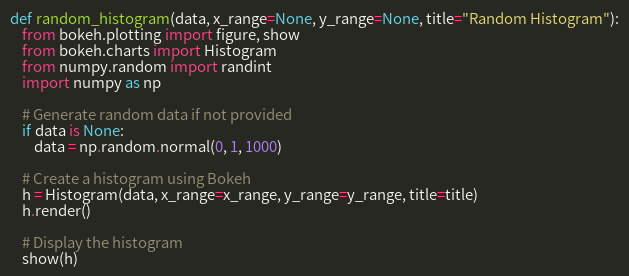 def random_histogram(data, x_range=None, y_range=None, title="Random Histogram"):
    from bokeh.plotting import figure, show
    from bokeh.charts import Histogram
    from numpy.random import randint
    import numpy as np

    # Generate random data if not provided
    if data is None:
        data = np.random.normal(0, 1, 1000)

    # Create a histogram using Bokeh
    h = Histogram(data, x_range=x_range, y_range=y_range, title=title)
    h.render()

    # Display the histogram
    show(h)